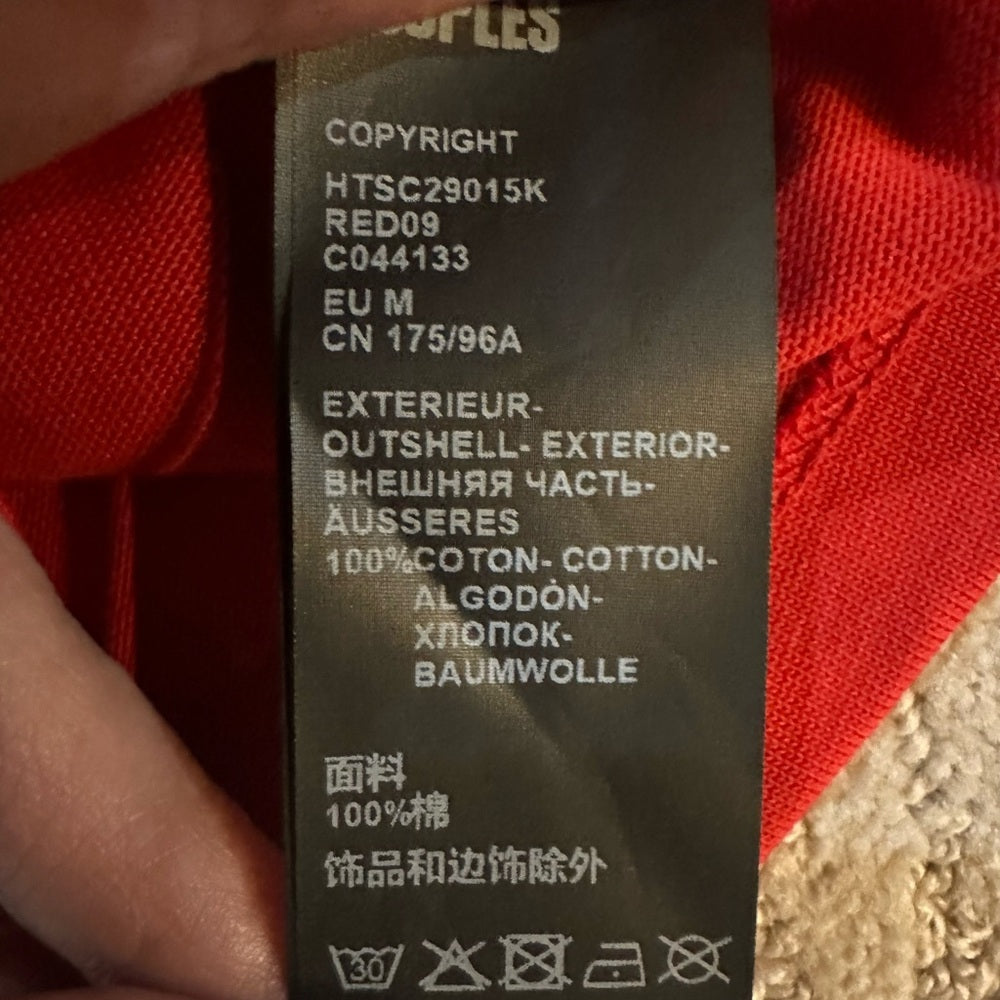 COPYRIGHT
HTSC29015K
RED09
C044133
EU M
CN 175/96A
EXTERIEUR-
OUTSHELL- EXTERIOR-
ВНЕШНЯЯ ЧАСТЬ-
ÄUSSERES
100%COTON- COTTON-
ALGODÓN-
ХЛОПОК-
BAUMWOLLE
面料
100%棉
饰品和边饰除外
30